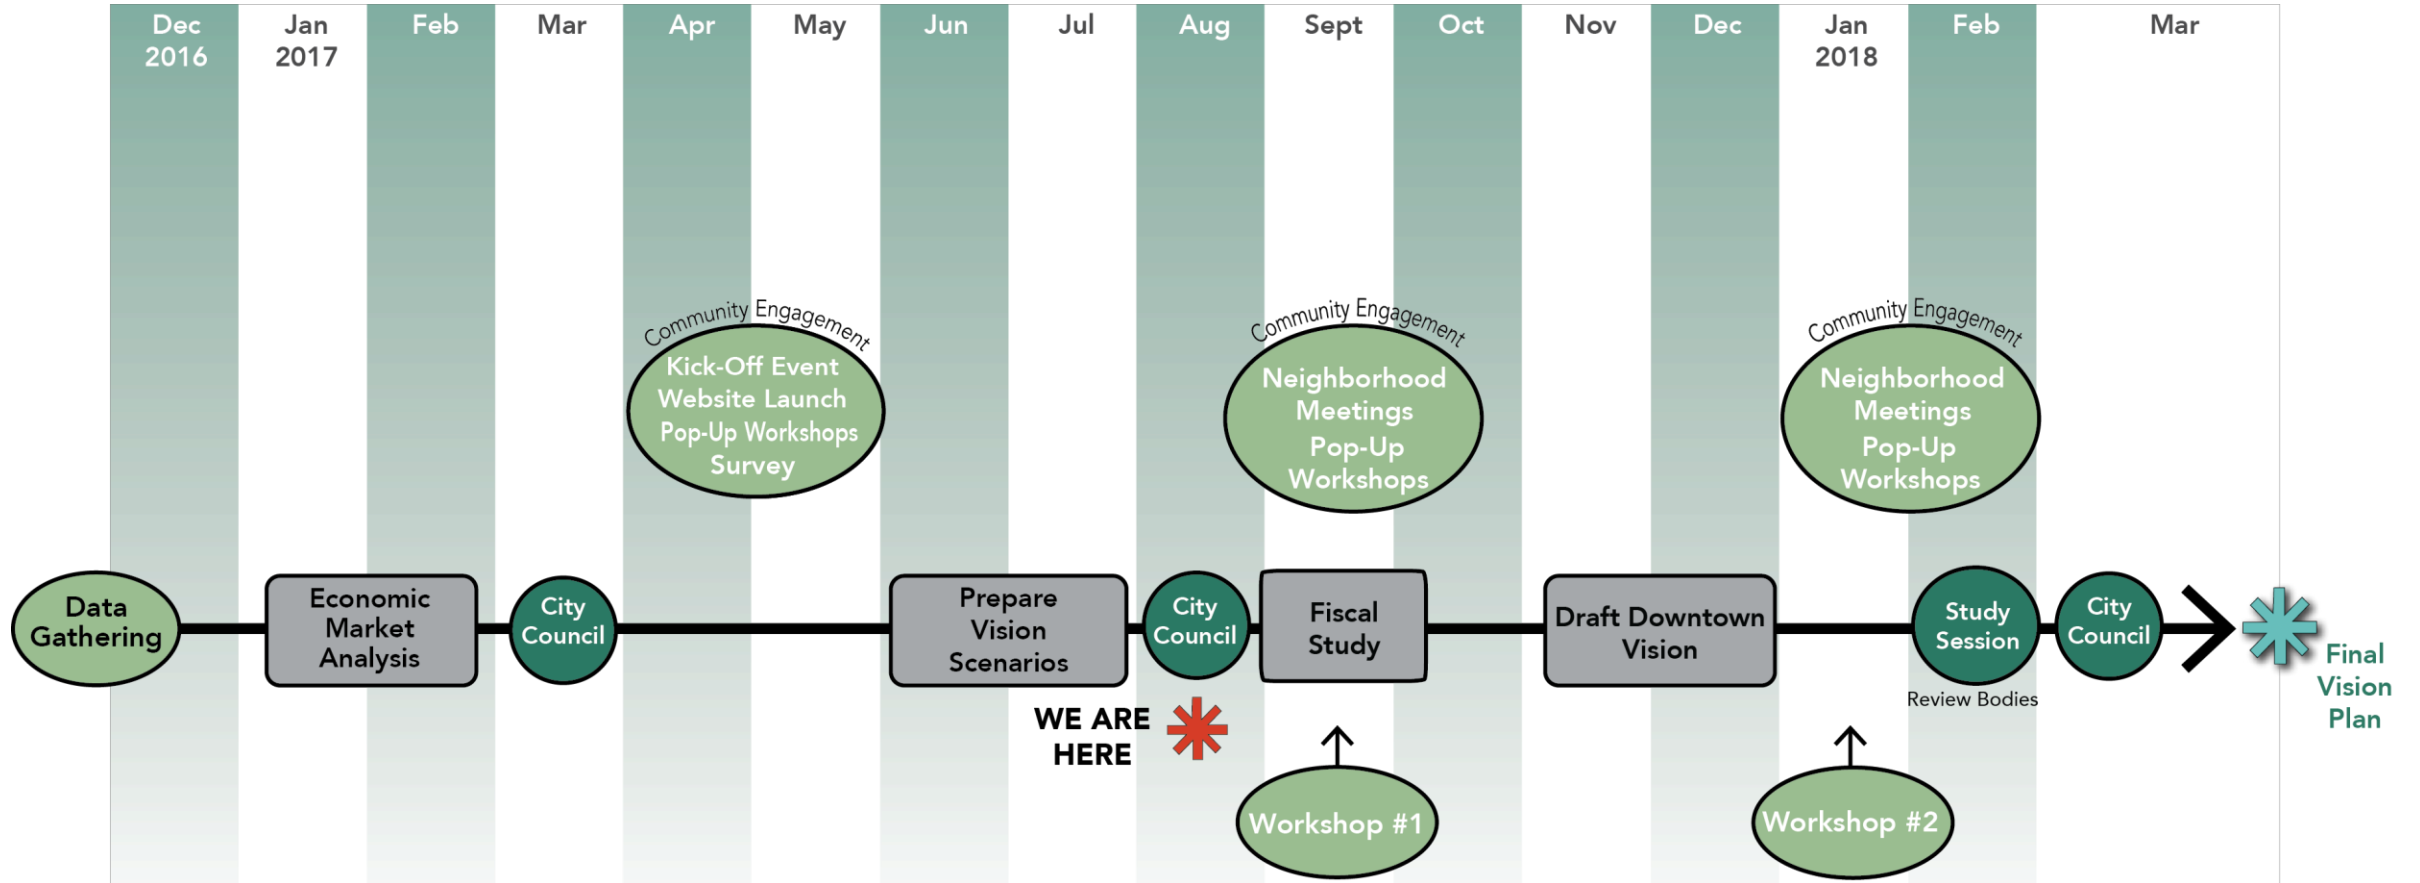 Dec
2016
Jan
2017
Feb
Mar
Apr
May
Jun
Jul
Aug
Sept
Oct
Nov
Dec
Jan
2018
Feb
Mar
Community Engagement
Kick-Off Event
Website Launch
Pop-Up Workshops
Survey
Community Engagement
Neighborhood
Meetings
Pop-Up
Workshops
Community Engagement
Neighborhood
Meetings
Pop-Up
Workshops
Data
Gathering
Economic
Market
Analysis
City
Council
Prepare
Vision
Scenarios
City
Council
Fiscal
Study
Draft Downtown
Vision
Study
Session
Review Bodies
City
Council
Final
Vision
Plan
WE ARE
HERE
Workshop #1
Workshop #2